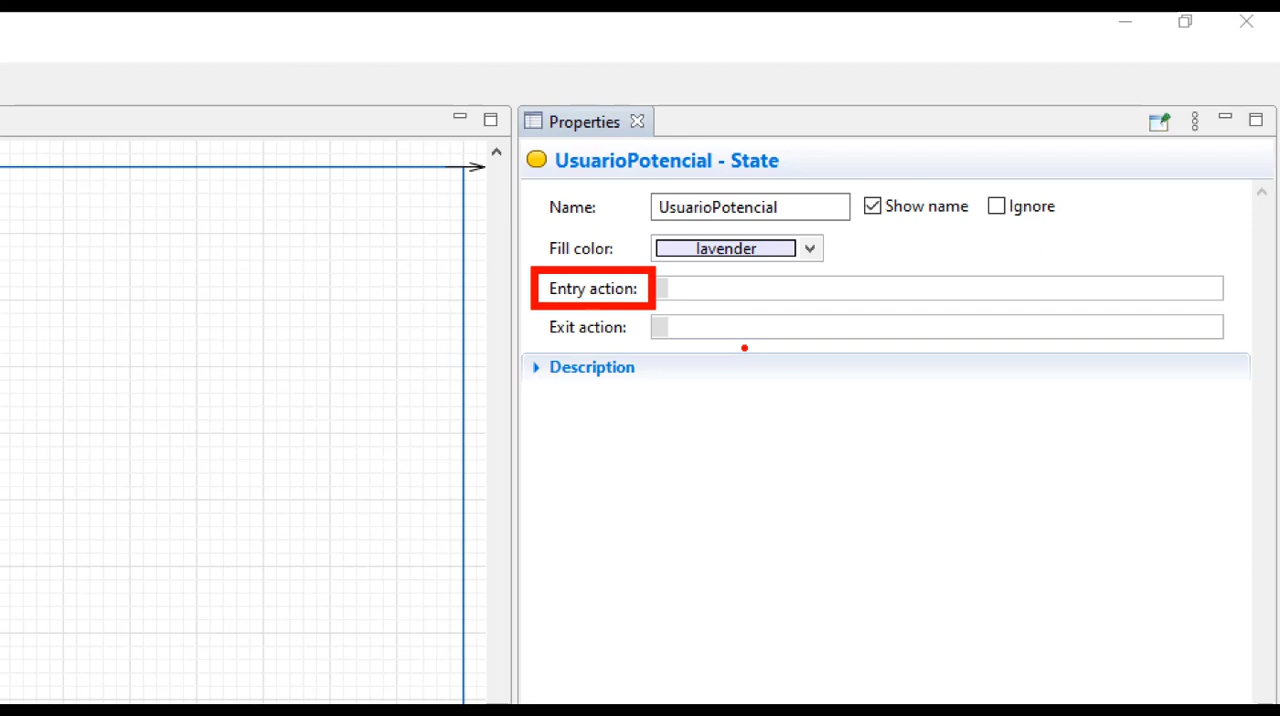 Properties
UsuarioPotencial - State
Name: UsuarioPotencial Show name Ignore
Fill color: lavender
Entry action:
Exit action:
Description